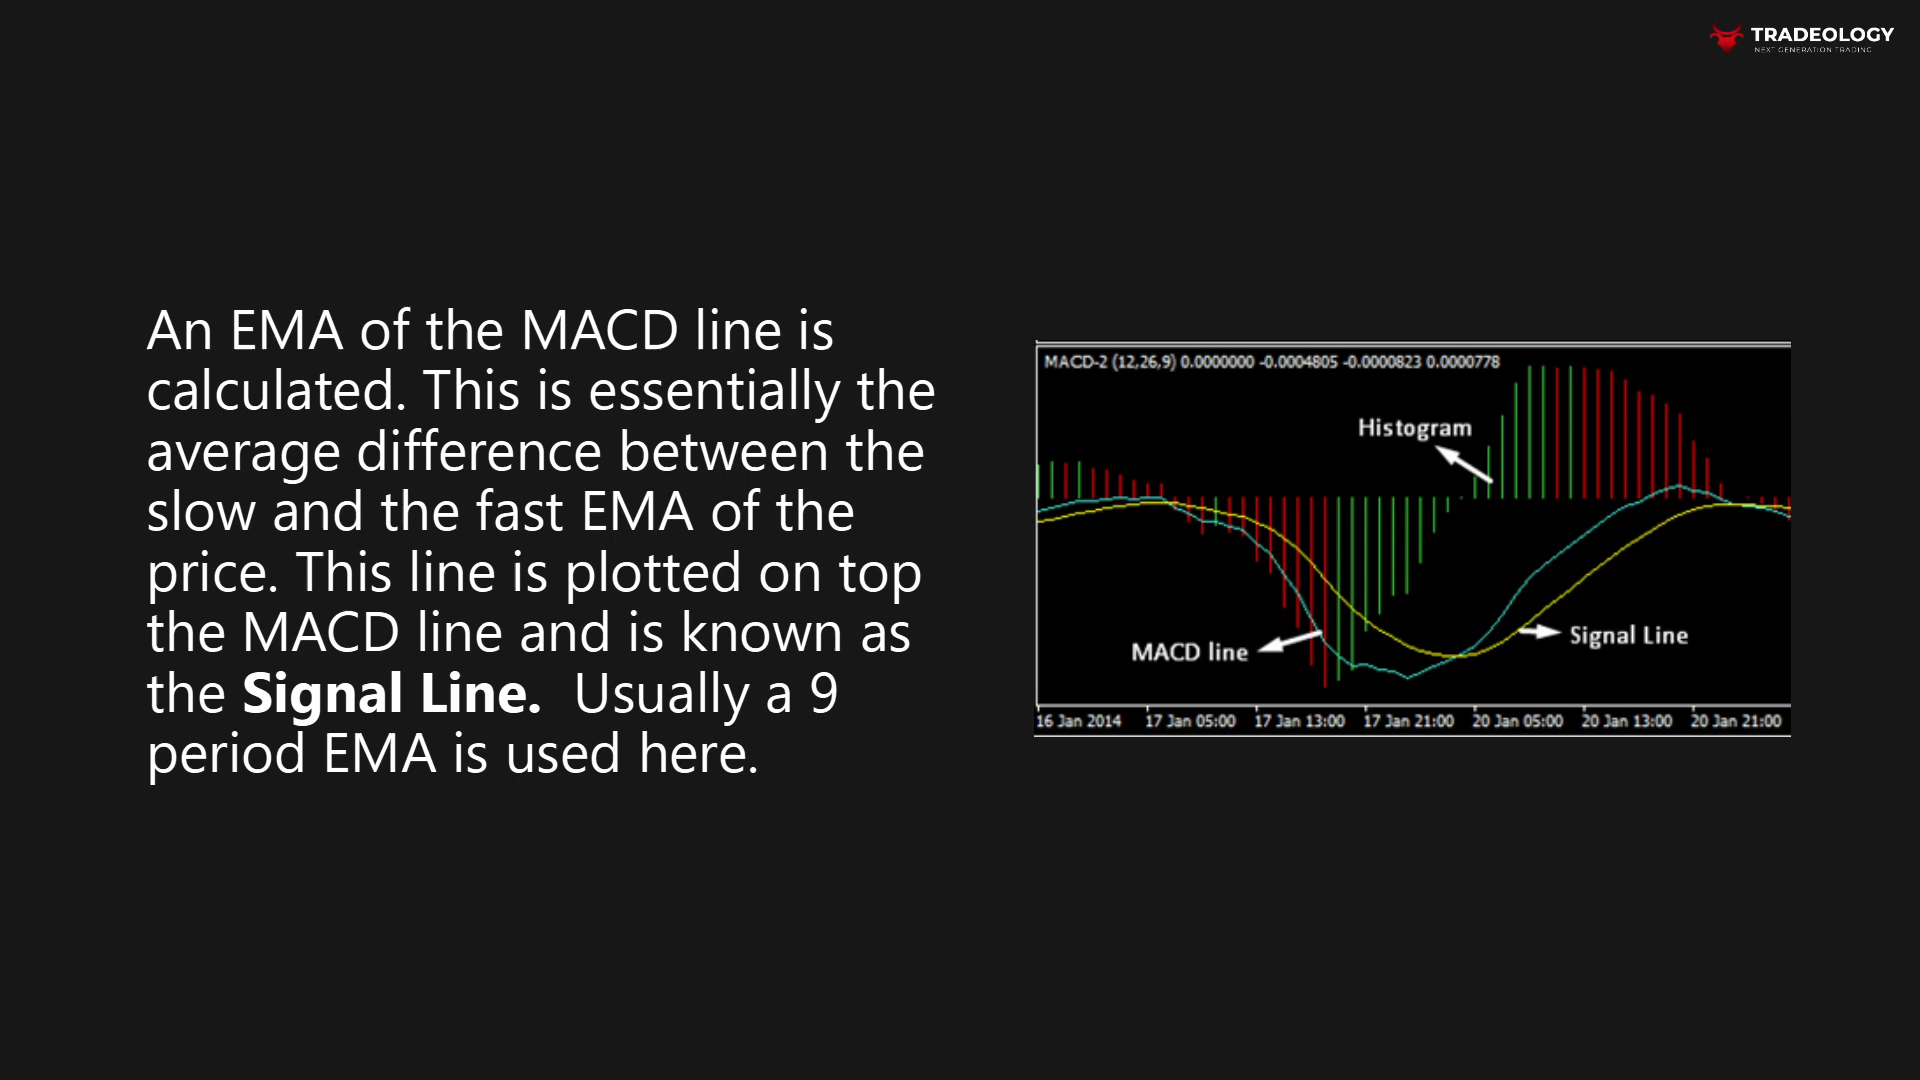 TRADEOLOGY
NEXT GENERATION TRADING
An EMA of the MACD line is
calculated. This is essentially the
average difference between the
slow and the fast EMA of the
price. This line is plotted on top
the MACD line and is known as
the Signal Line.  Usually a 9
period EMA is used here.
MACD-2 (12,26,9) 0.0000000 -0.0004805 -0.0000823 0.0000778
Histogram
MACD line
Signal Line
16 Jan 2014 17 Jan 05:00 17 Jan 13:00 17 Jan 21:00 20 Jan 05:00 20 Jan 13:00 20 Jan 21:00